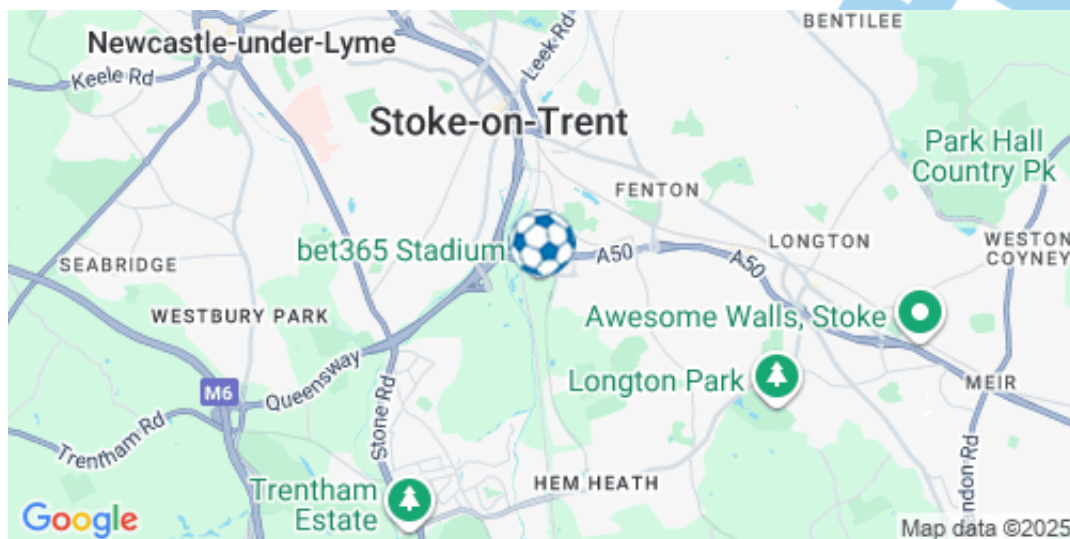 BENTILEE
Newcastle-under-Lyme
Leek Rd
Keele Rd
Stoke-on-Trent
Park Hall
Country Pk
FENTON
bet365 Stadium
A50
A50
LONGTON
WESTON
COYNEY
SEABRIDGE
WESTBURY PARK
Awesome Walls, Stoke
Queensway
Longton Park
MEIR
M6
Stone Rd
Trentham Rd
Trentham
Estate
HEM HEATH
andon Rd
Google
Map data ©2025